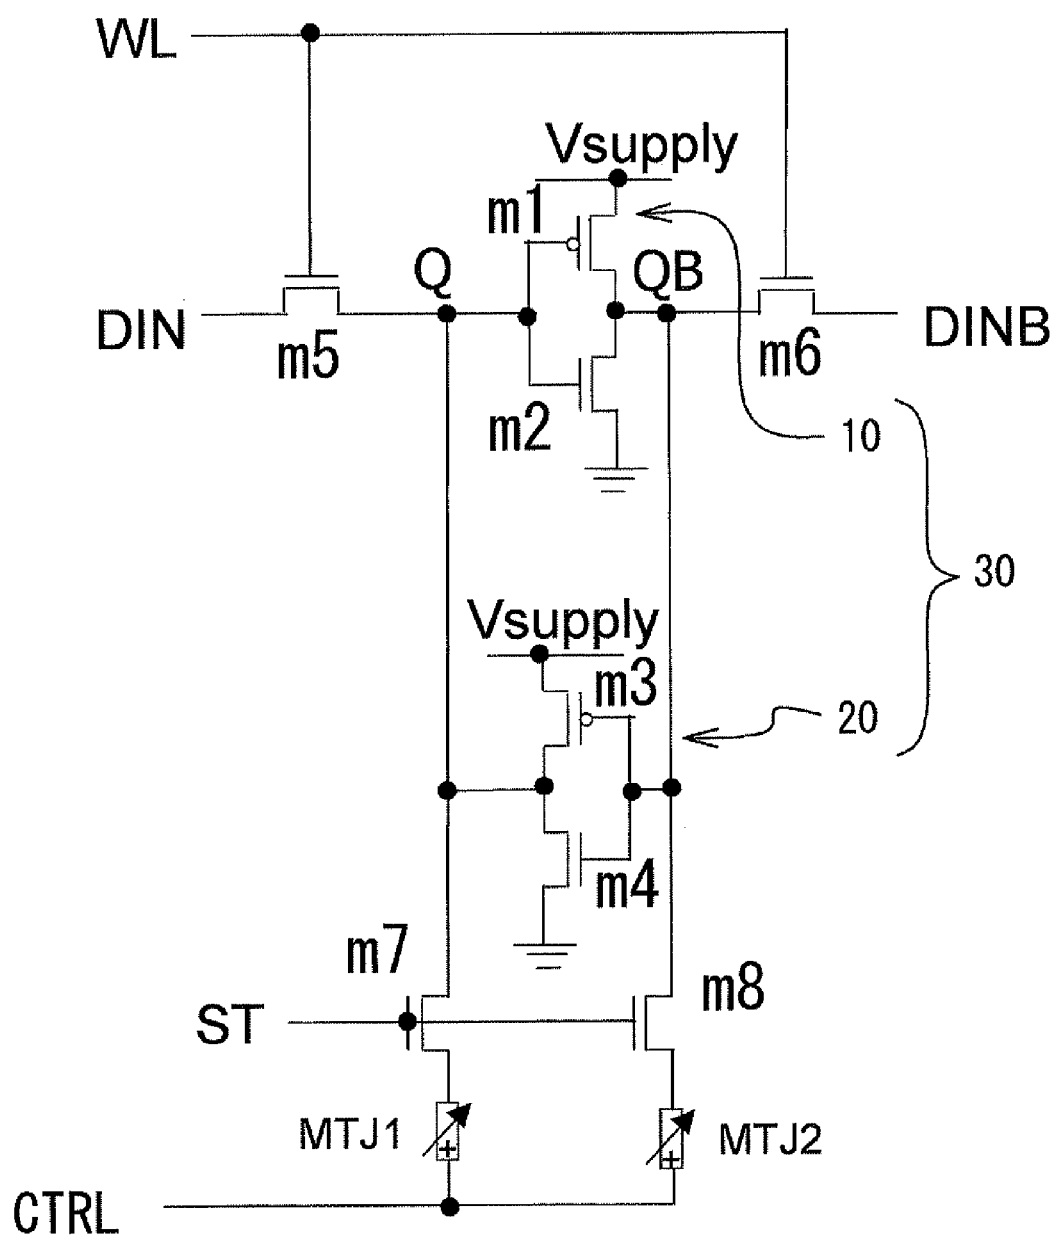 WL
Vsupply
m1
Q
QB
DIN
m5
m6
DINB
m2
10
30
Vsupply
m3
20
m4
m7
m8
ST
MTJ1
+
MTJ2
+
CTRL